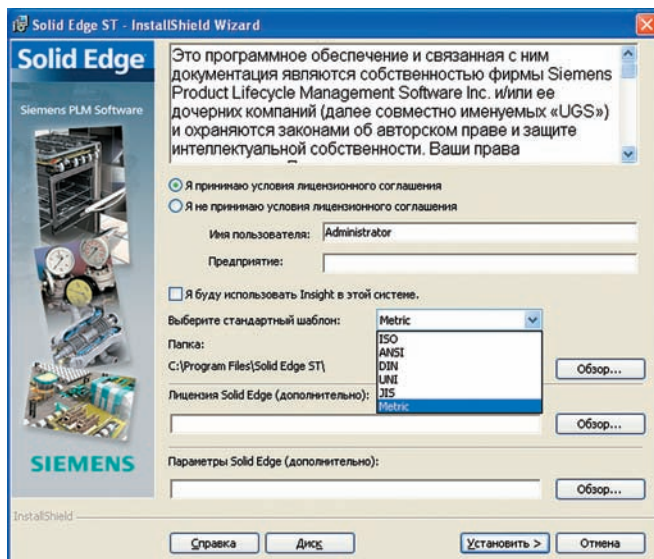 Solid Edge ST - InstallShield Wizard
Solid Edge
Siemens PLM Software
SIEMENS
Это программное обеспечение и связанная с ним
документация являются собственностью фирмы Siemens
Product Lifecycle Management Software Inc. и/или ее
дочерних компаний (далее совместно именуемых «UGS»)
и охраняются законами об авторском праве и защите
интеллектуальной собственности. Ваши права
Я принимаю условия лицензионного соглашения
Я не принимаю условия лицензионного соглашения
Имя пользователя: Administrator
Предприятие:
Я буду использовать Insight в этой системе.
Выберите стандартный шаблон: Metric
ISO
ANSI
DIN
UNI
JIS
Metric
Папка:
C:\Program Files\Solid Edge ST\
Обзор...
Лицензия Solid Edge (дополнительно):
Обзор...
Параметры Solid Edge (дополнительно):
Обзор...
InstallShield
Справка
Диск
Установить >
Отмена